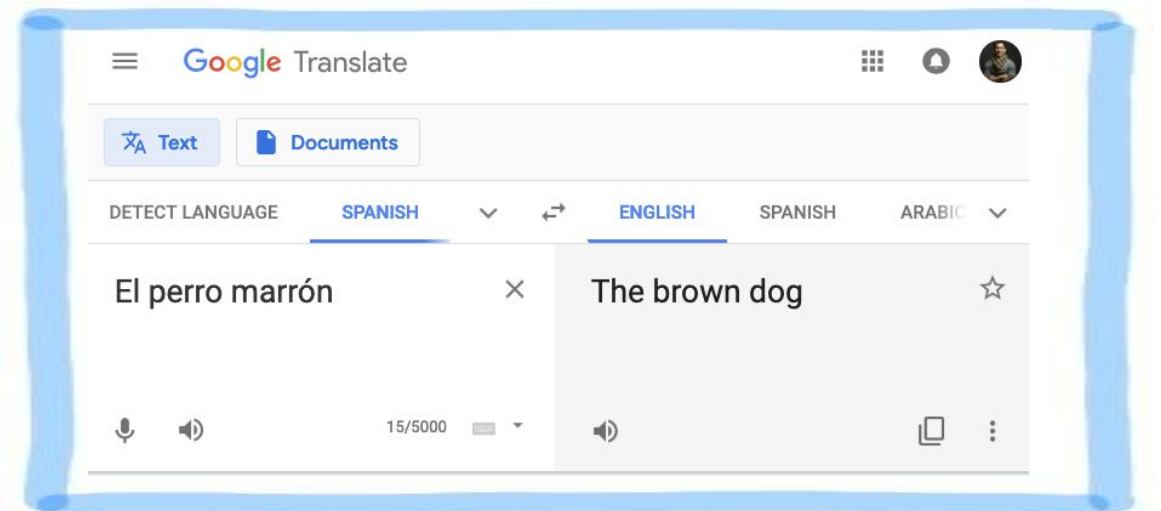 Google Translate
Text Documents
DETECT LANGUAGE SPANISH ENGLISH SPANISH ARABIC
El perro marrón The brown dog
15/5000